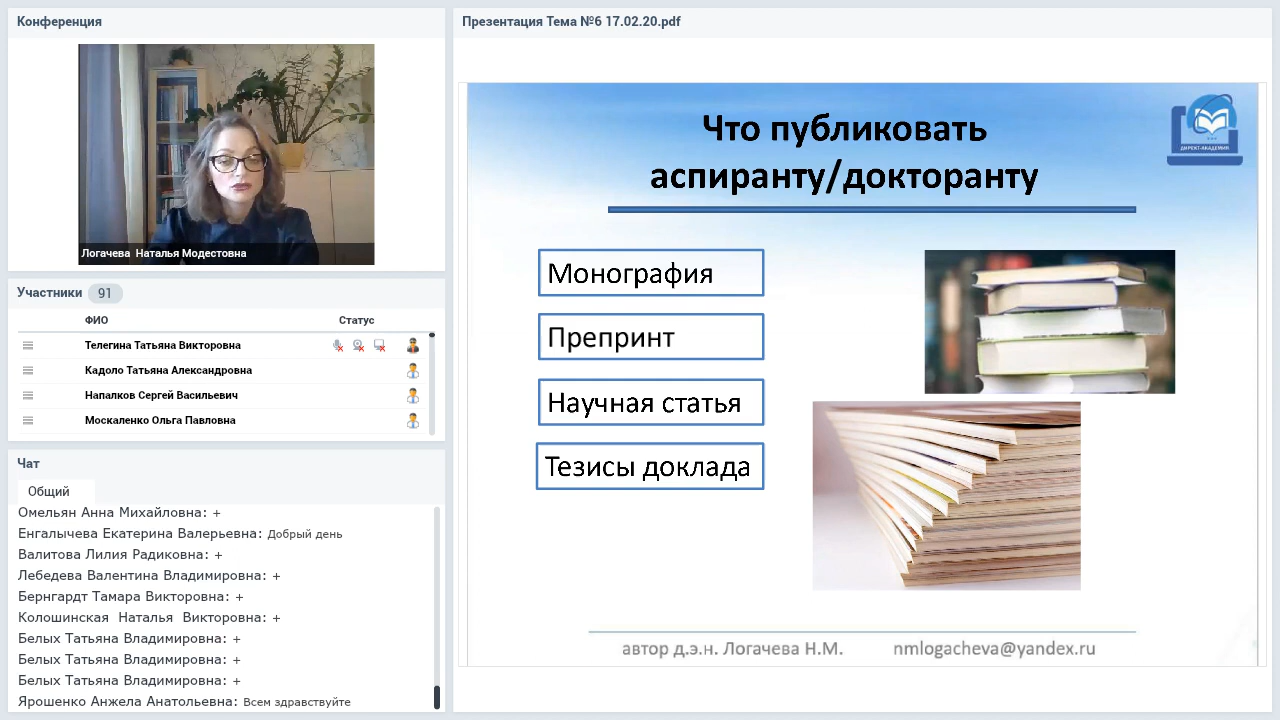 Конференция
Логачева Наталья Модестовна
Участники 91
ФИО Статус
Телегина Татьяна Викторовна
Кадоло Татьяна Александровна
Напалков Сергей Васильевич
Москаленко Ольга Павловна
Чат
Общий
Омельян Анна Михайловна: +
Енгалычева Екатерина Валерьевна: Добрый день
Валитова Лилия Радиковна: +
Лебедева Валентина Владимировна: +
Бернгардт Тамара Викторовна: +
Колошинская Наталья Викторовна: +
Белых Татьяна Владимировна: +
Белых Татьяна Владимировна: +
Белых Татьяна Владимировна: +
Ярошенко Анжела Анатольевна: Всем здравствуйте
Презентация Тема №6 17.02.20.pdf
Что публиковать
аспиранту/докторанту
ДИРЕКТ-АКАДЕМИЯ
Монография
Препринт
Научная статья
Тезисы доклада
автор д.э.н. Логачева Н.М. nmlogacheva@yandex.ru